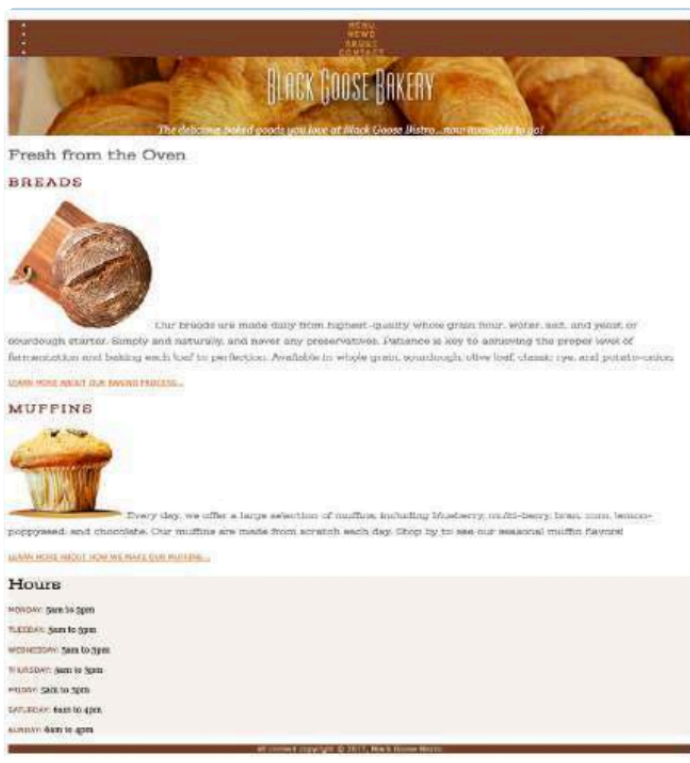 MENU
NEWS
ABOUT
CONTACT
BLACK GOOSE BAKERY
The delicious baked goods you love at Black Goose Bistro...now available to go!
Fresh from the Oven
BREADS
Our breads are made daily from highest-quality whole grain flour, water, salt, and yeast or
sourdough starter. Simply and naturally, and never any preservatives. Patience is key to achieving the proper level of
fermentation and baking each loaf to perfection. Available in whole grain, sourdough, olive loaf, classic rye, and potato-onion.
LEARN MORE ABOUT OUR BAKING PROCESS...
MUFFINS
Every day, we offer a large selection of muffins, including blueberry, multi-berry, bran, corn, lemon-
poppyseed, and chocolate. Our muffins are made from scratch each day. Stop by to see our seasonal muffin flavors!
LEARN MORE ABOUT HOW WE MAKE OUR MUFFINS...
Hours
MONDAY: 5am to 3pm
TUESDAY: 5am to 3pm
WEDNESDAY: 5am to 3pm
THURSDAY: 5am to 3pm
FRIDAY: 5am to 3pm
SATURDAY: 6am to 4pm
SUNDAY: 6am to 4pm
All content copyright © 2017, Black Goose Bistro.